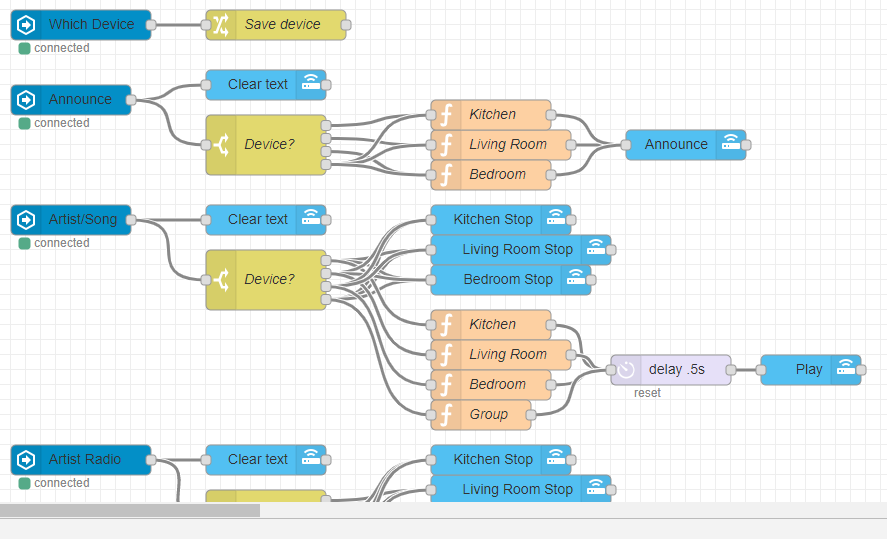 Which Device
Save device
connected
Announce
Clear text
connected
Device?
Kitchen
Living Room
Bedroom
Announce
Artist/Song
Clear text
connected
Device?
Kitchen Stop
Living Room Stop
Bedroom Stop
Kitchen
Living Room
Bedroom
Group
delay .5s
reset
Play
Artist Radio
Clear text
connected
Kitchen Stop
Living Room Stop